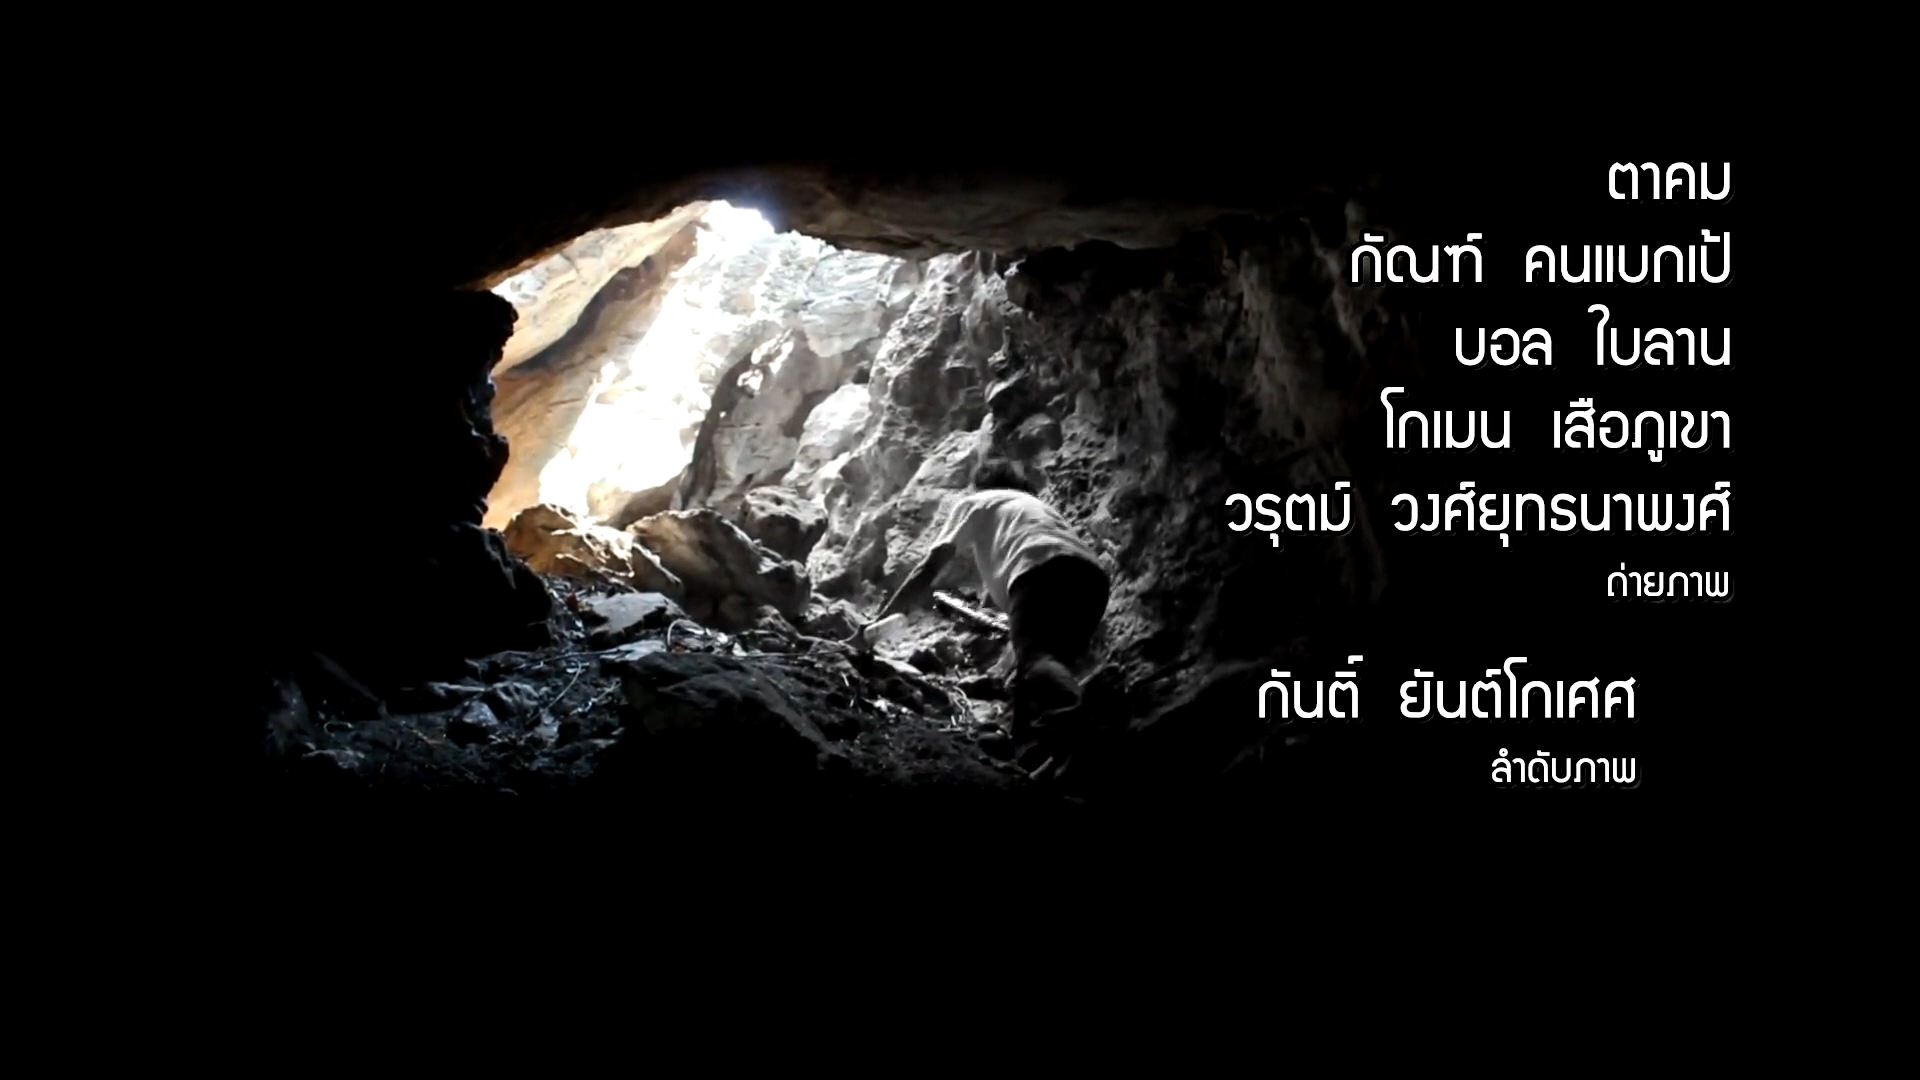 ตาคม
กัณฑ์ คนแบกเป้
บอล ใบลาน
โกเมน เสือภูเขา
วรุตม์ วงศ์ยุทธนาพงศ์
ถ่ายภาพ
กันติ์ ยันต์โกเศศ
ลำดับภาพ